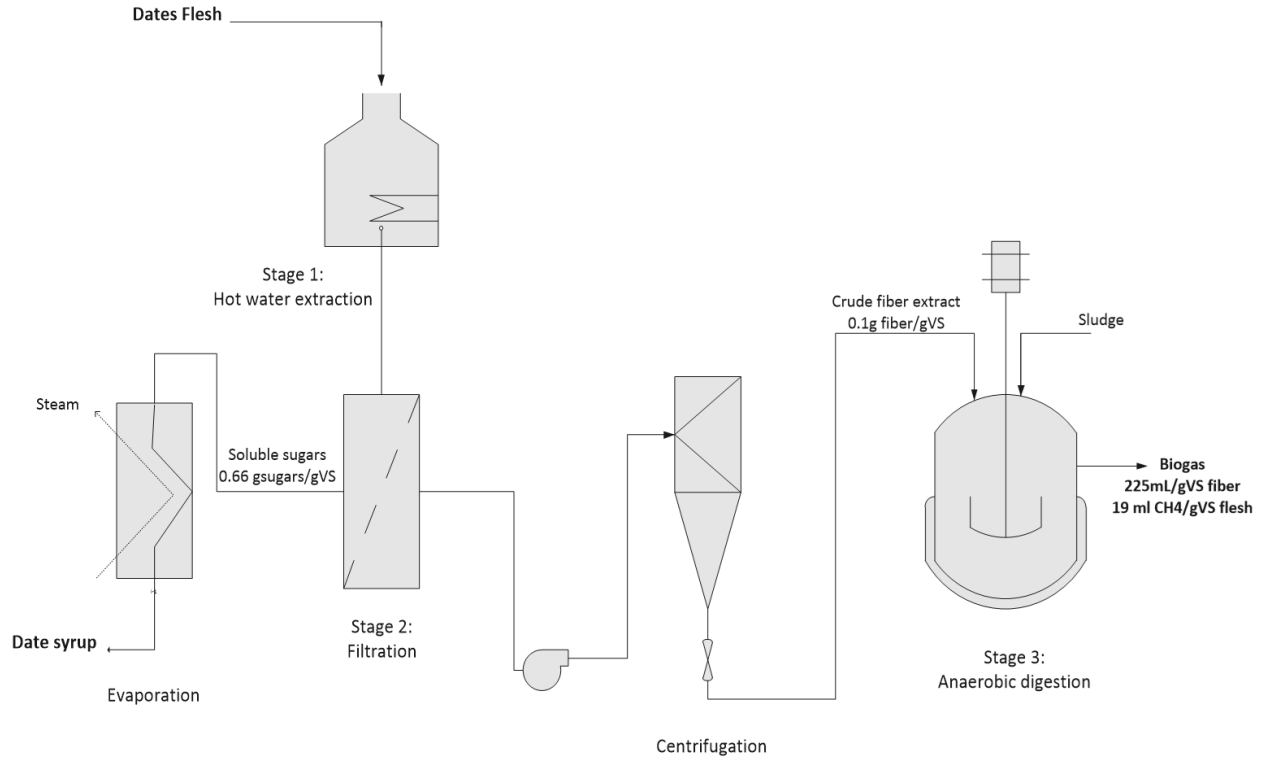 Dates Flesh
Stage 1:
Hot water extraction
Crude fiber extract
0.1g fiber/gVS
Sludge
Steam
Soluble sugars
0.66 gsugars/gVS
Biogas
225mL/gVS fiber
19 ml CH4/gVS flesh
Stage 2:
Filtration
Date syrup
Evaporation
Stage 3:
Anaerobic digestion
Centrifugation